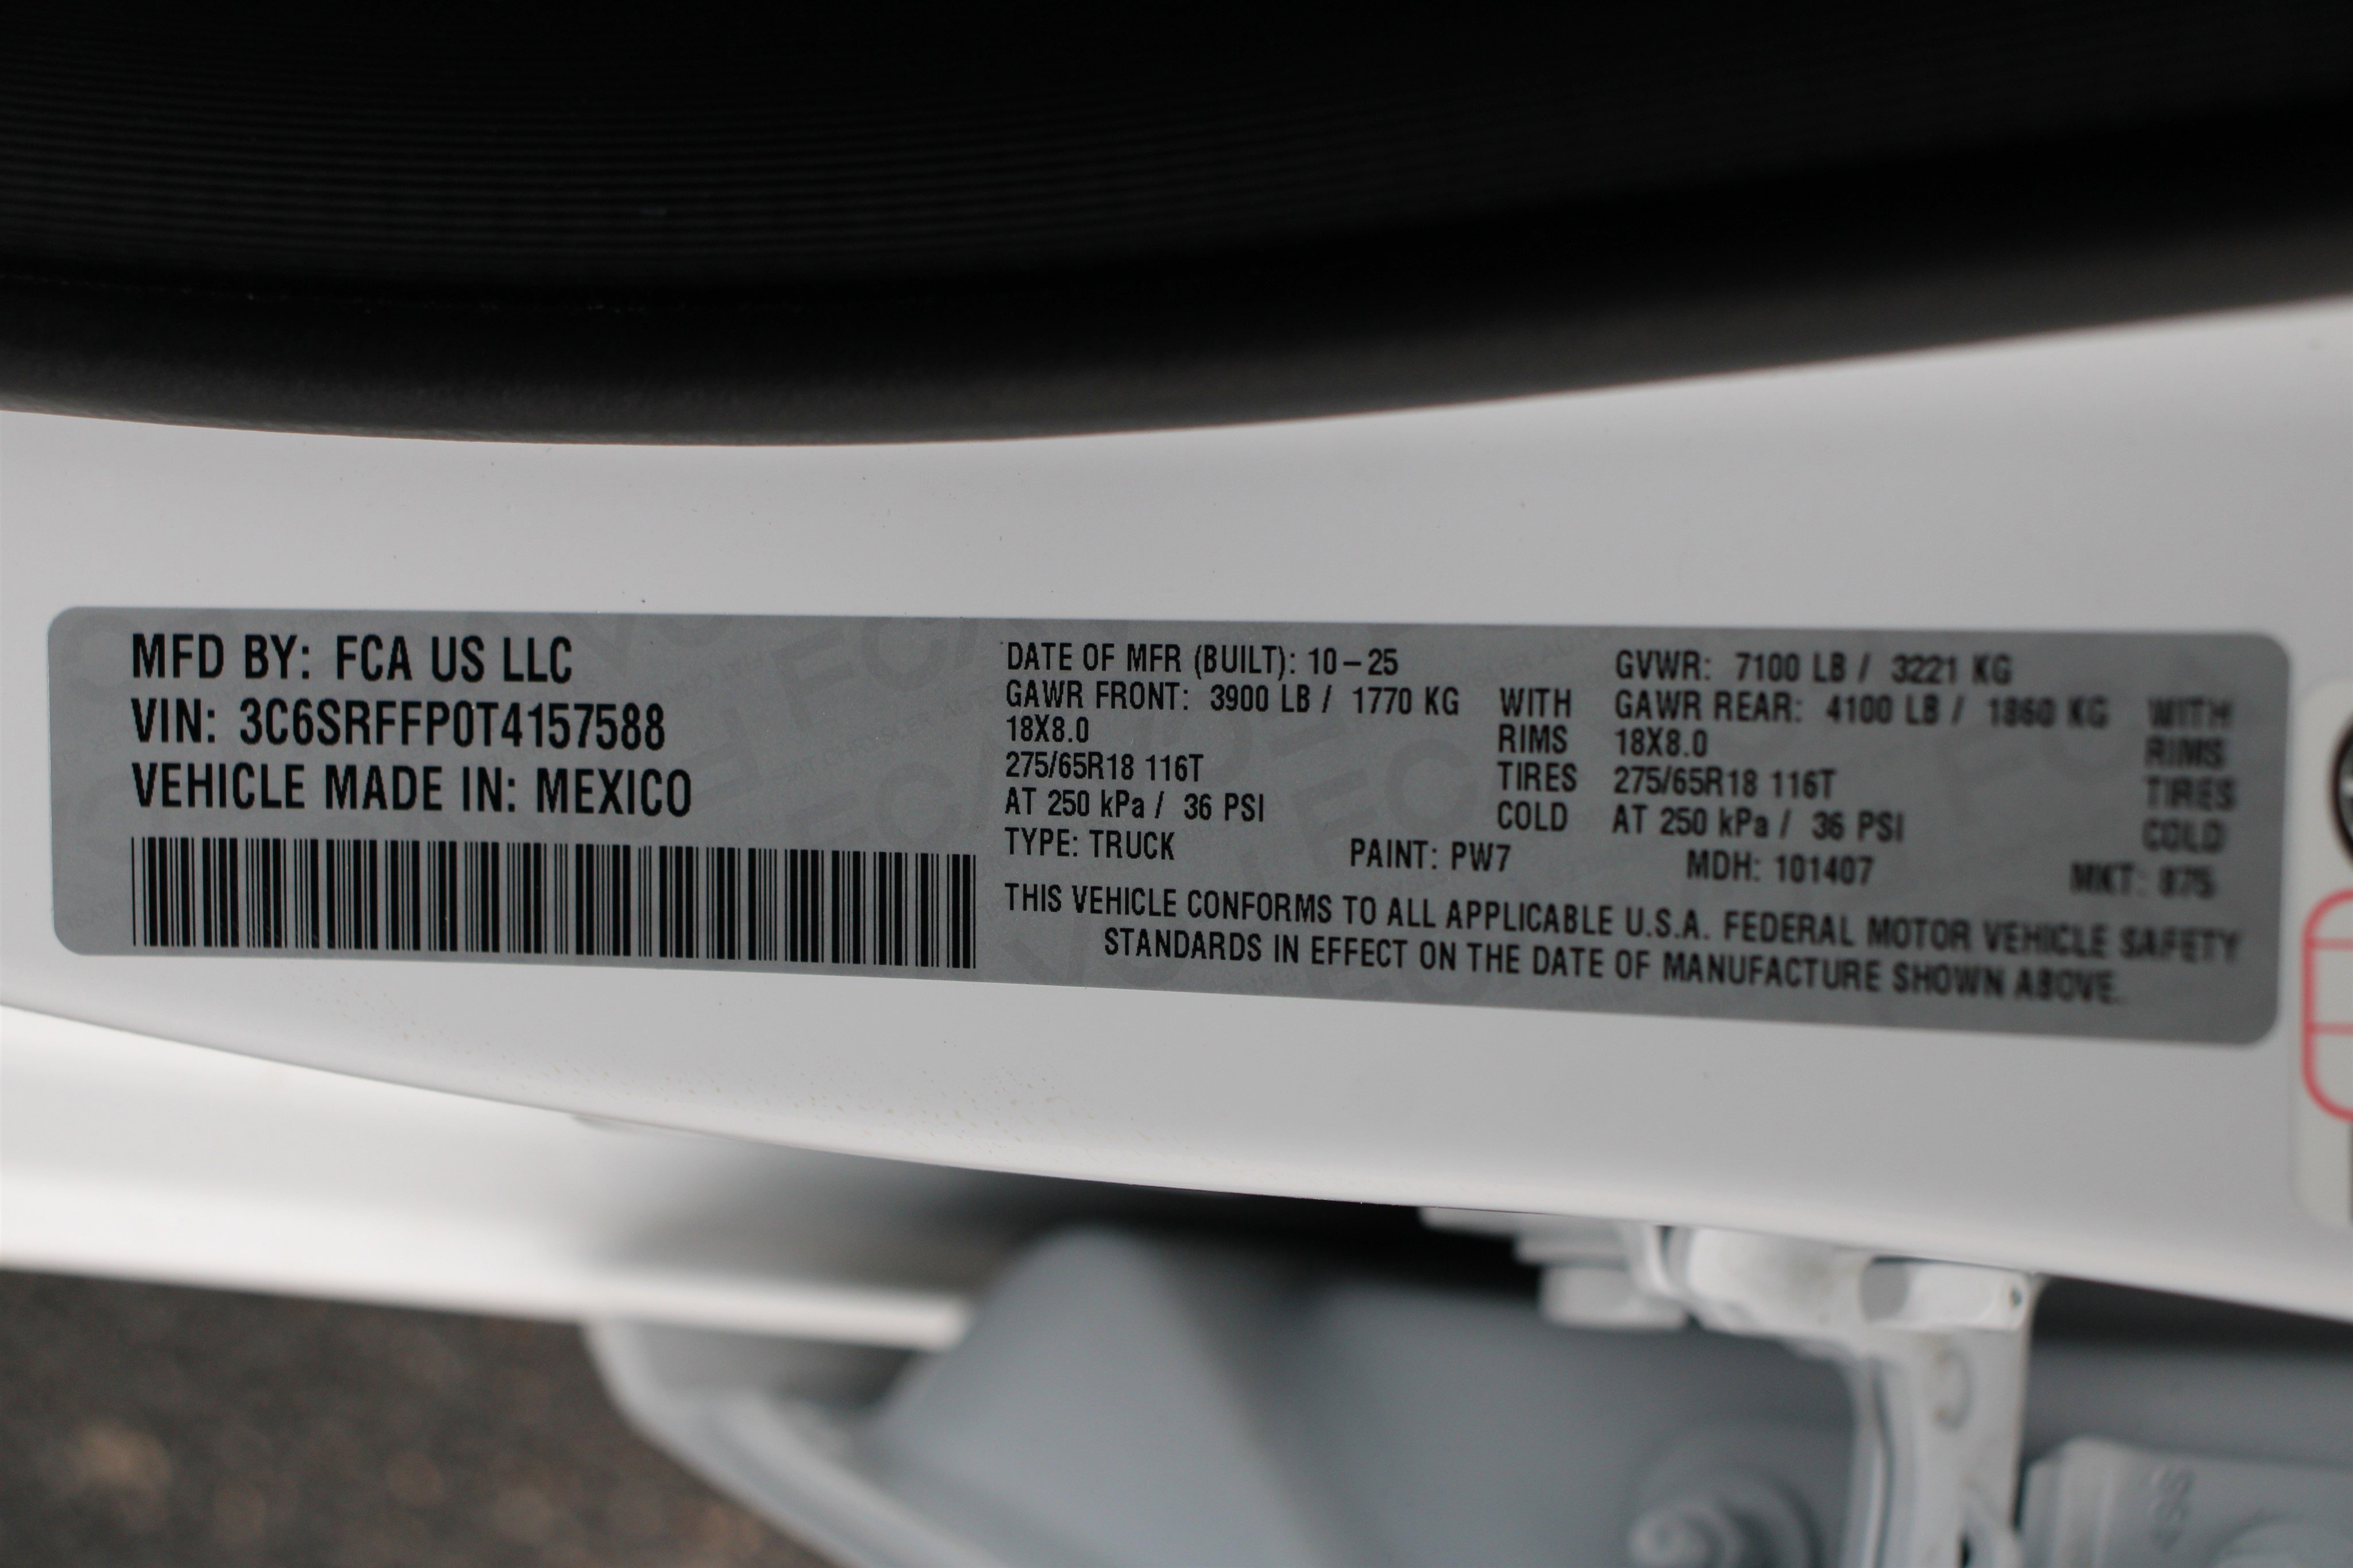 MFD BY: FCA US LLC
VIN: 3C6SRFFP0T4157588
VEHICLE MADE IN: MEXICO
DATE OF MFR (BUILT): 10-25 GVWR: 7100 LB / 3221 KG
GAWR FRONT: 3900 LB / 1770 KG WITH GAWR REAR: 4100 LB / 1860 KG WITH
18X8.0 RIMS 18X8.0 RIMS
275/65R18 116T TIRES 275/65R18 116T TIRES
AT 250 kPa / 36 PSI COLD AT 250 kPa / 36 PSI COLD
TYPE: TRUCK PAINT: PW7 MDH: 101407 MKT: 875
THIS VEHICLE CONFORMS TO ALL APPLICABLE U.S.A. FEDERAL MOTOR VEHICLE SAFETY
STANDARDS IN EFFECT ON THE DATE OF MANUFACTURE SHOWN ABOVE.